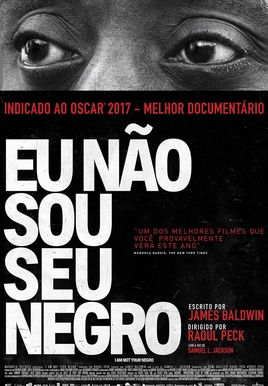 INDICADO AO OSCAR® 2017 – MELHOR DOCUMENTÁRIO
EU NÃO
SOU
SEU
NEGRO
"UM DOS MELHORES FILMES QUE
VOCÊ PROVAVELMENTE
VERÁ ESTE ANO"
MANOHLA DARGIS, THE NEW YORK TIMES
ESCRITO POR
JAMES BALDWIN
DIRIGIDO POR
RAOUL PECK
COM A VOZ DE
SAMUEL L. JACKSON
I AM NOT YOUR NEGRO